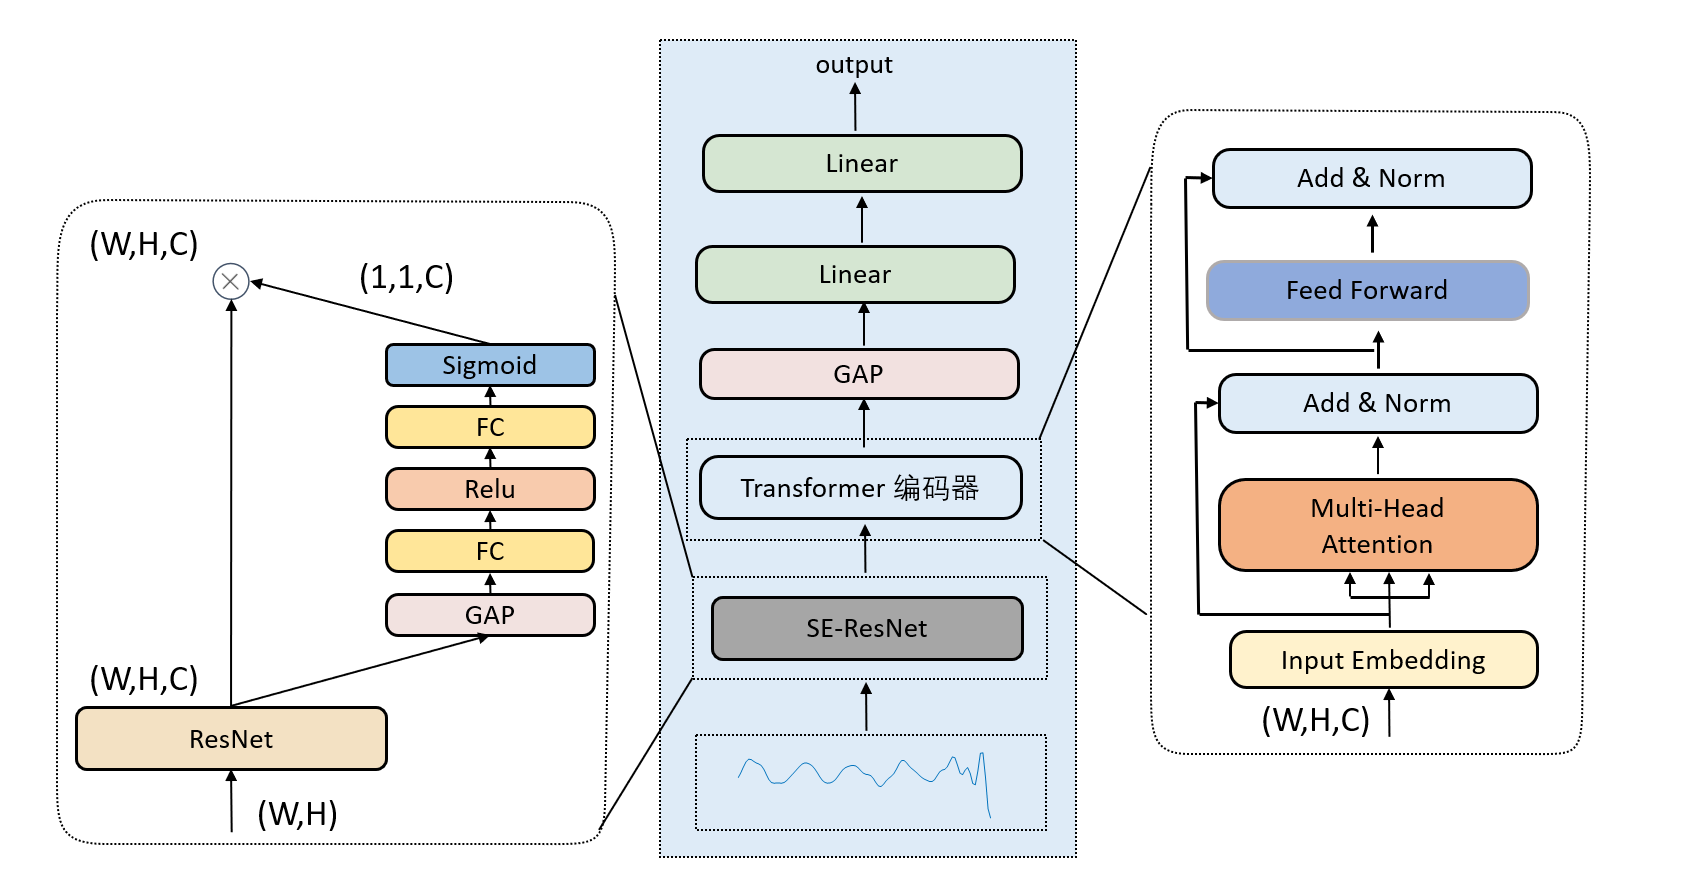 (W,H,C)
(1,1,C)
Sigmoid
FC
Relu
FC
GAP
(W,H,C)
ResNet
(W,H)
output
Linear
Linear
GAP
Transformer 编码器
SE-ResNet
Add & Norm
Feed Forward
Add & Norm
Multi-Head
Attention
Input Embedding
(W,H,C)